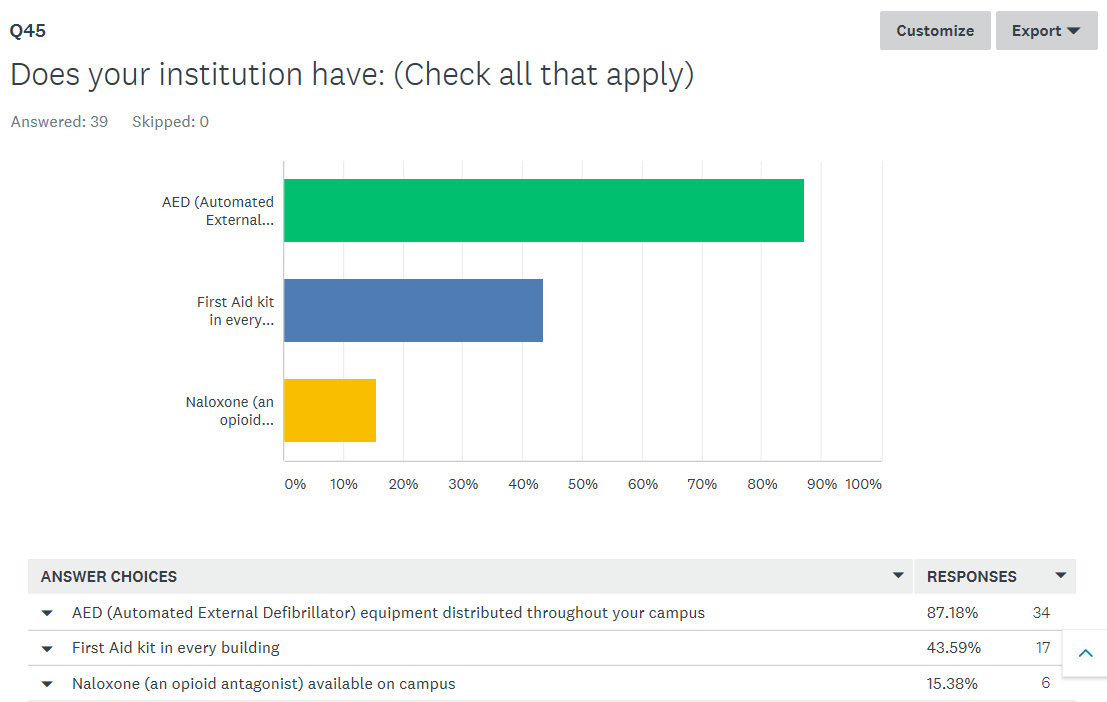 Q45
Customize
Export
Does your institution have: (Check all that apply)
Answered: 39 Skipped: 0
AED (Automated
External...
First Aid kit
in every...
Naloxone (an
opioid...
0% 10% 20% 30% 40% 50% 60% 70% 80% 90% 100%
ANSWER CHOICES RESPONSES
AED (Automated External Defibrillator) equipment distributed throughout your campus 87.18% 34
First Aid kit in every building 43.59% 17
Naloxone (an opioid antagonist) available on campus 15.38% 6